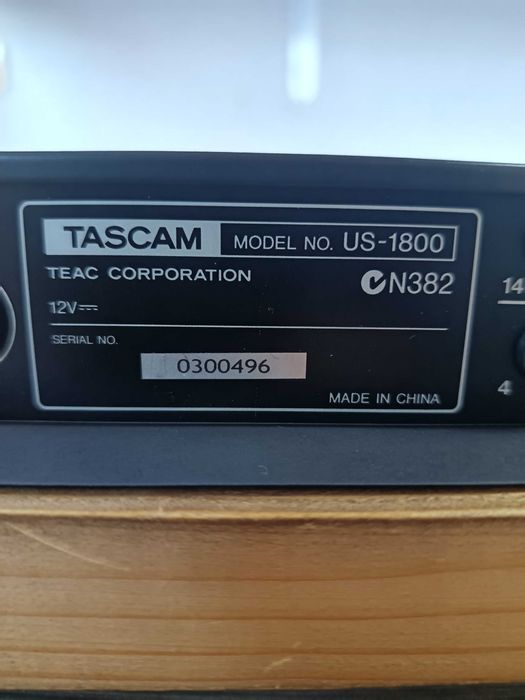 TASCAM MODEL NO. US-1800
TEAC CORPORATION
N382
14
12V⎓
SERIAL NO.
0300496
4
MADE IN CHINA